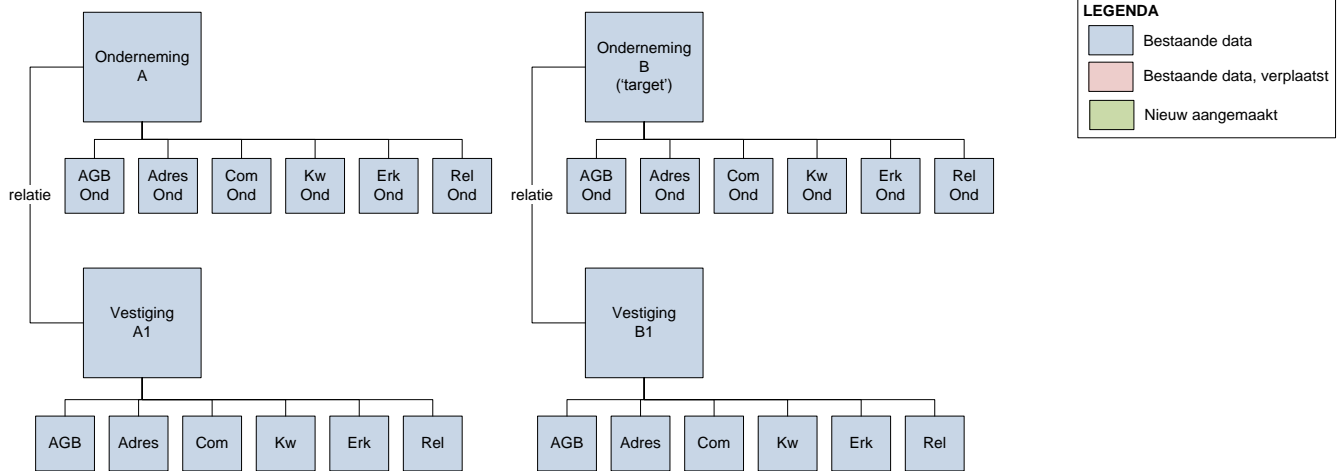 Onderneming
A
Onderneming
B
('target')
LEGENDA
Bestaande data
Bestaande data, verplaatst
Nieuw aangemaakt
relatie
AGB
Ond
Adres
Ond
Com
Ond
Kw
Ond
Erk
Ond
Rel
Ond
relatie
AGB
Ond
Adres
Ond
Com
Ond
Kw
Ond
Erk
Ond
Rel
Ond
Vestiging
A1
Vestiging
B1
AGB
Adres
Com
Kw
Erk
Rel
AGB
Adres
Com
Kw
Erk
Rel